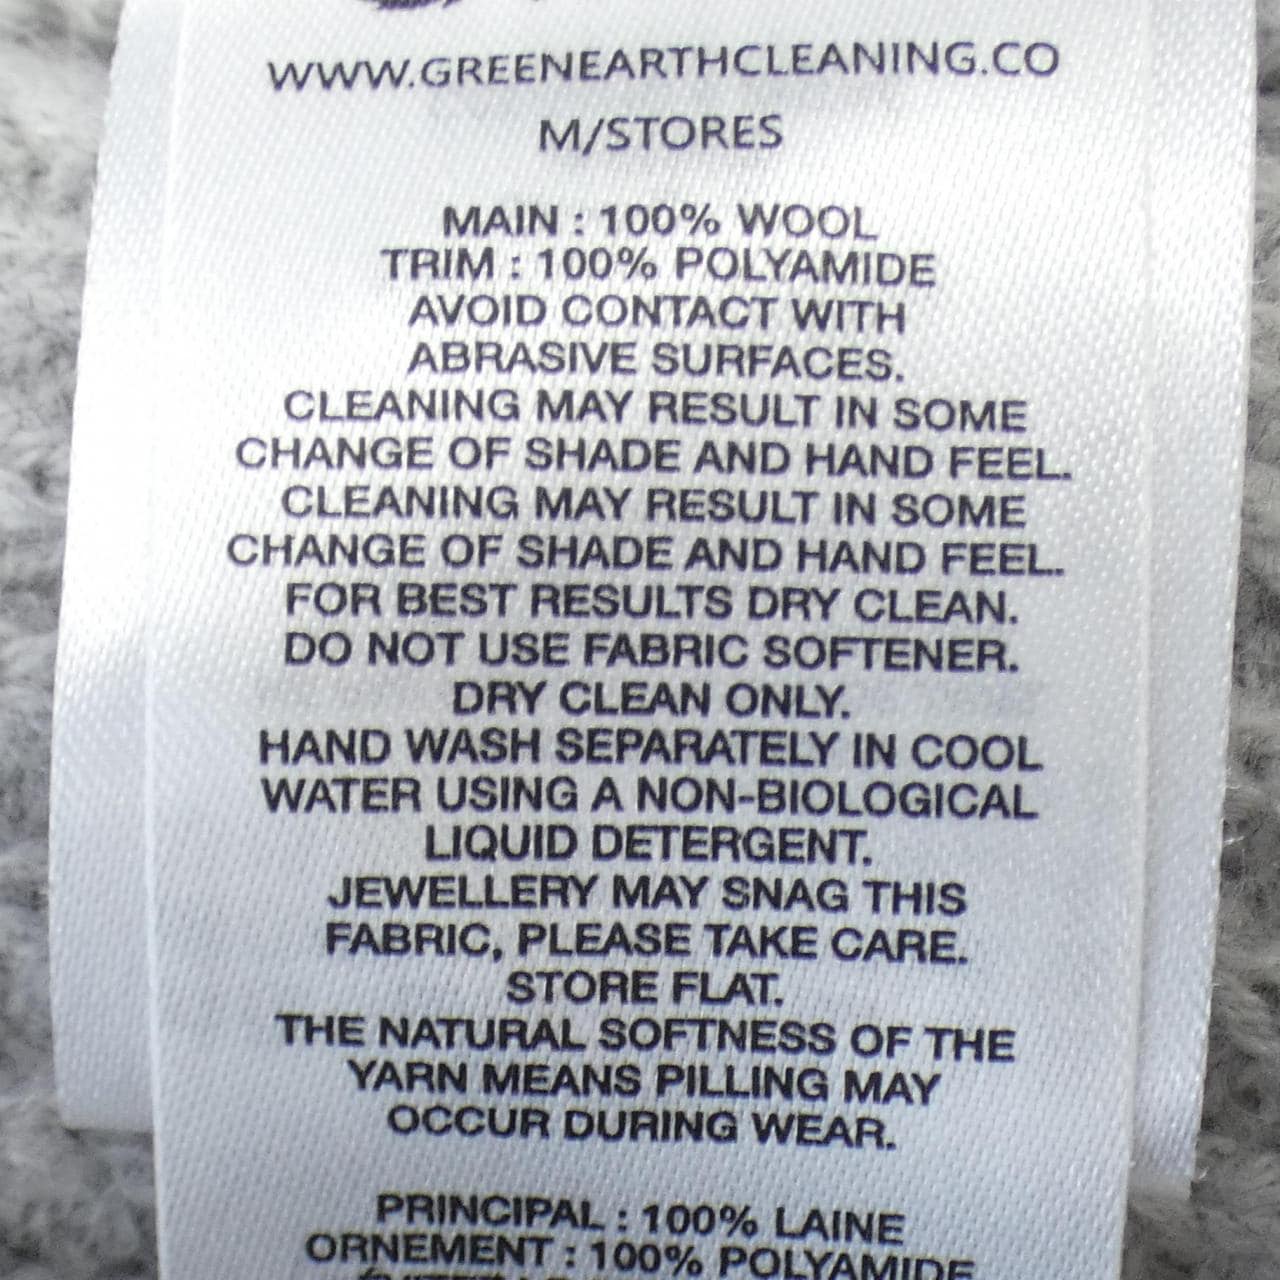 WWW.GREENEARTHCLEANING.CO
M/STORES
MAIN : 100% WOOL
TRIM : 100% POLYAMIDE
AVOID CONTACT WITH
ABRASIVE SURFACES.
CLEANING MAY RESULT IN SOME
CHANGE OF SHADE AND HAND FEEL.
CLEANING MAY RESULT IN SOME
CHANGE OF SHADE AND HAND FEEL.
FOR BEST RESULTS DRY CLEAN.
DO NOT USE FABRIC SOFTENER.
DRY CLEAN ONLY.
HAND WASH SEPARATELY IN COOL
WATER USING A NON-BIOLOGICAL
LIQUID DETERGENT.
JEWELLERY MAY SNAG THIS
FABRIC, PLEASE TAKE CARE.
STORE FLAT.
THE NATURAL SOFTNESS OF THE
YARN MEANS PILLING MAY
OCCUR DURING WEAR.
PRINCIPAL : 100% LAINE
ORNEMENT : 100% POLYAMIDE